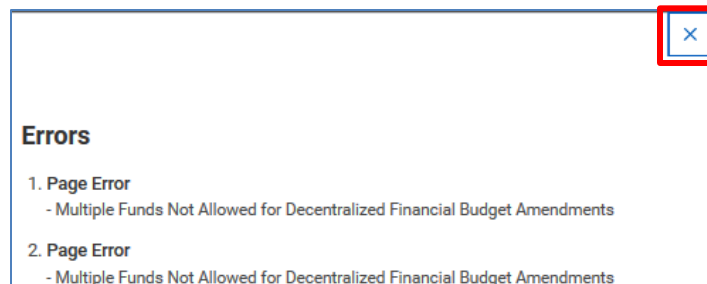 Errors
1. Page Error
- Multiple Funds Not Allowed for Decentralized Financial Budget Amendments
2. Page Error
- Multiple Funds Not Allowed for Decentralized Financial Budget Amendments